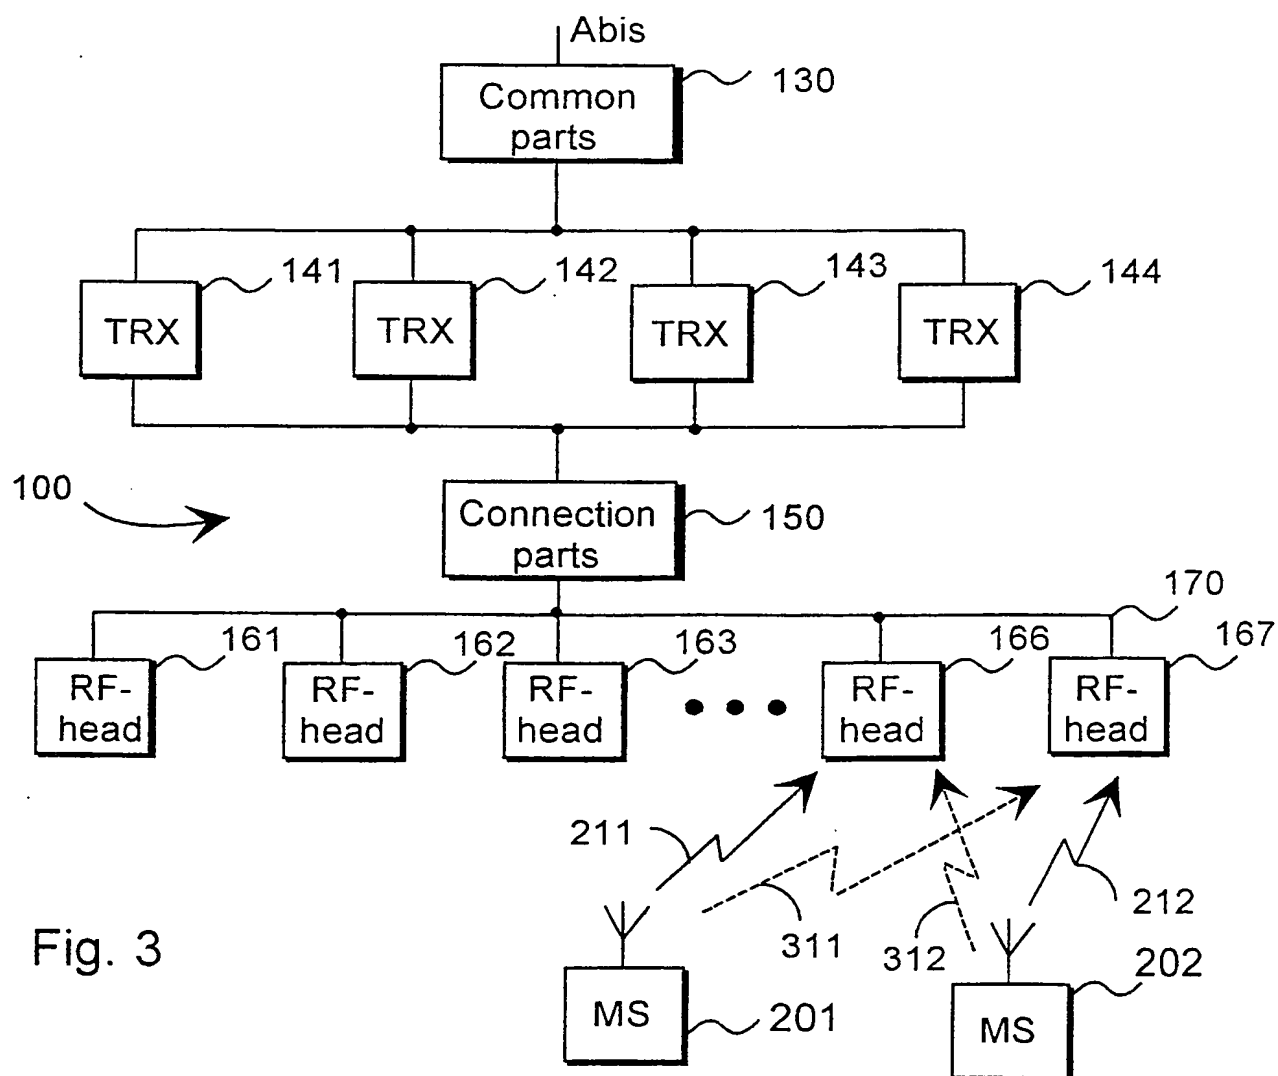 Abis
130
Common
parts
141
142
143
144
TRX
TRX
TRX
TRX
100
Connection
parts
150
170
161
162
163
166
167
RF-
head
RF-
head
RF-
head
RF-
head
RF-
head
211
311
312
212
Fig. 3
MS
201
202
MS